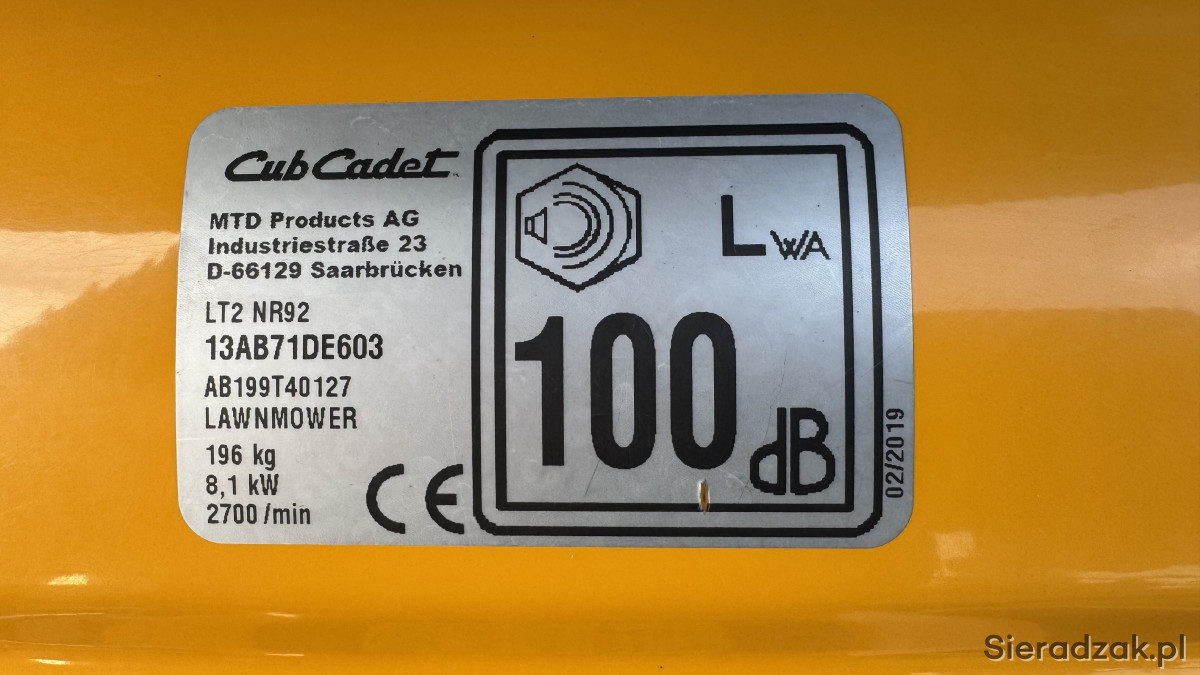 Cub Cadet
MTD Products AG
Industriestraße 23
D-66129 Saarbrücken
LT2 NR92
13AB71DE603
AB199T40127
LAWNMOWER
196 kg
8,1 kW
2700 /min
CE
LWA
100
dB
02/2019
Sieradzak.pl